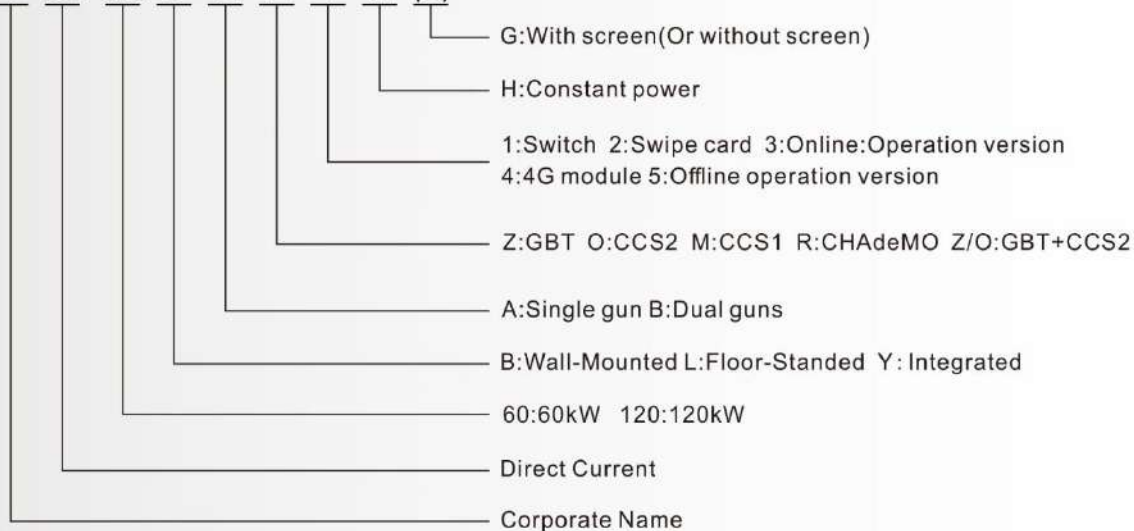 G:With screen(Or without screen)
H:Constant power
1:Switch 2:Swipe card 3:Online:Operation version
4:4G module 5:Offline operation version
Z:GBT O:CCS2 M:CCS1 R:CHAdeMO Z/O:GBT+CCS2
A:Single gun B:Dual guns
B:Wall-Mounted L:Floor-Standed Y: Integrated
60:60kW 120:120kW
Direct Current
Corporate Name